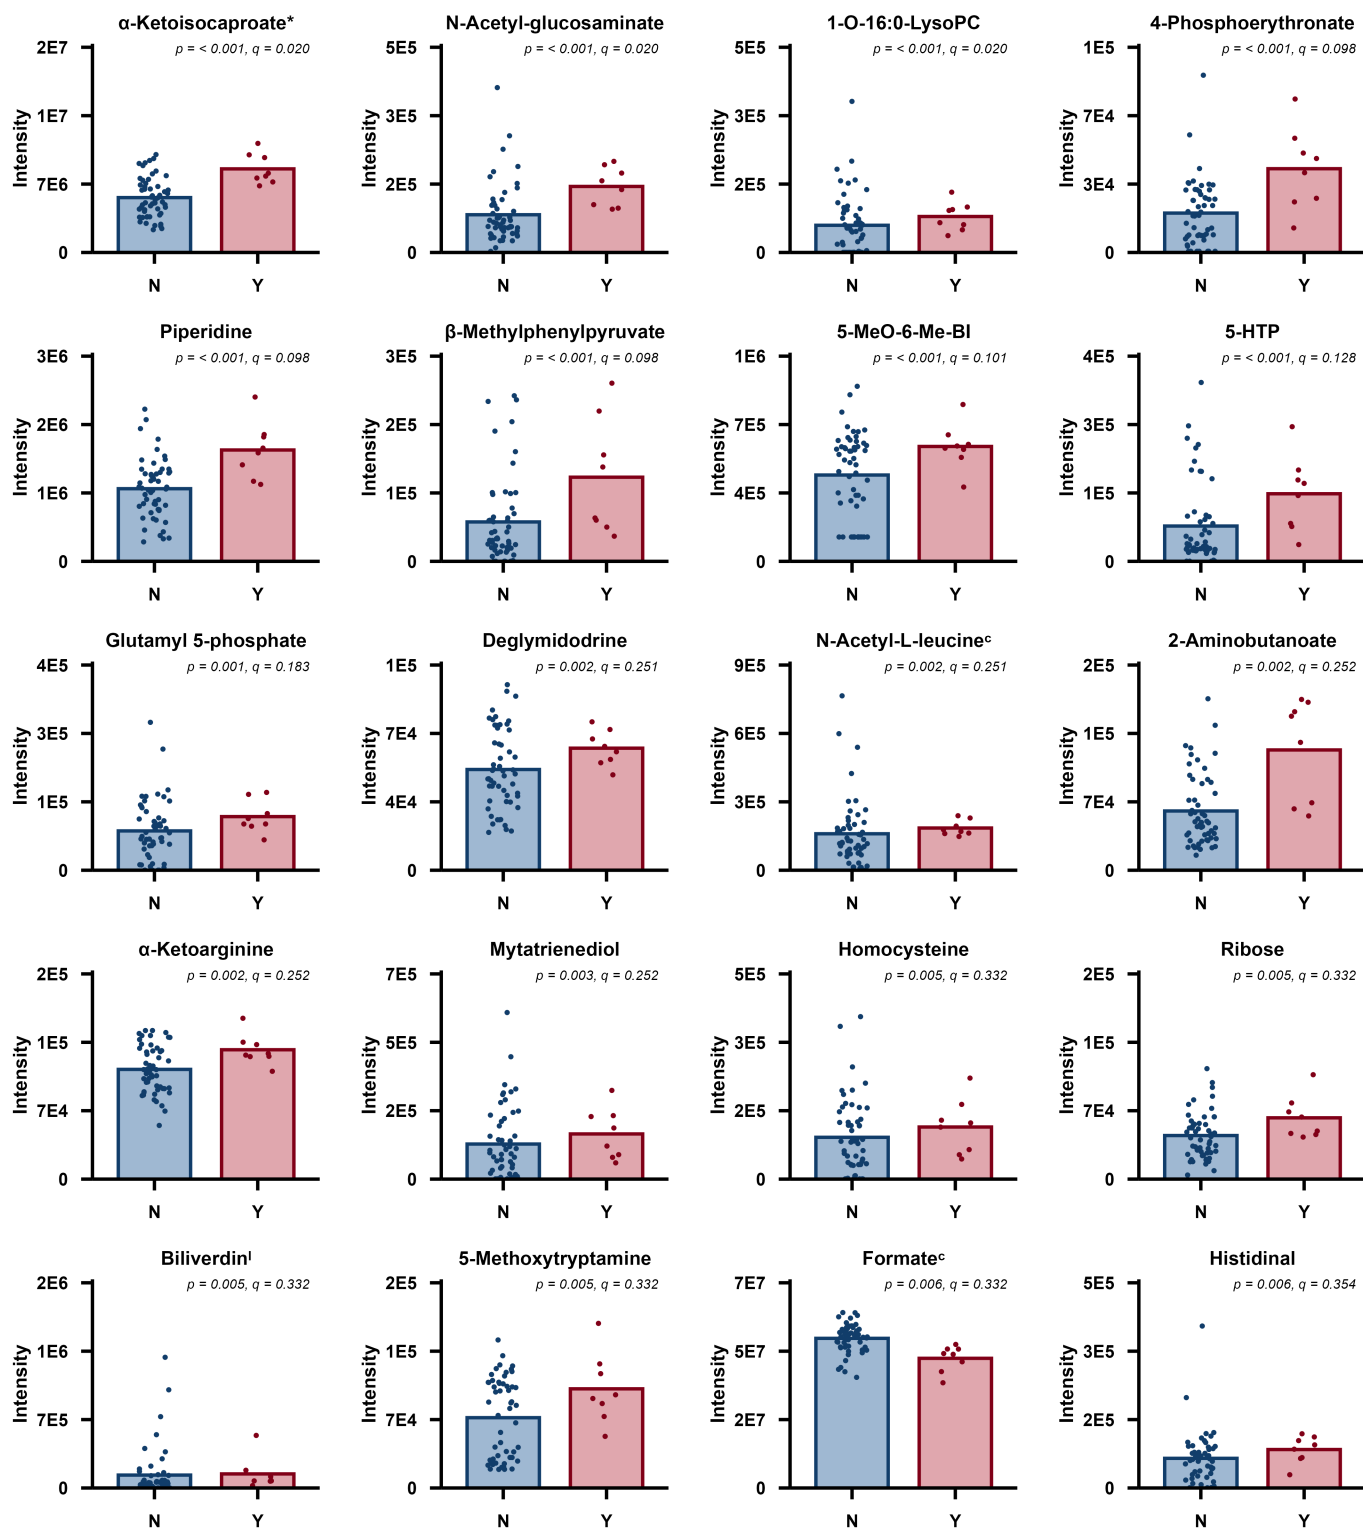 α-Ketoisocaproate*
p = < 0.001, q = 0.020
Intensity
2E7
1E7
7E6
0
N Y
N-Acetyl-glucosaminate
p = < 0.001, q = 0.020
Intensity
5E5
3E5
2E5
0
N Y
1-O-16:0-LysoPC
p = < 0.001, q = 0.020
Intensity
5E5
3E5
2E5
0
N Y
4-Phosphoerythronate
p = < 0.001, q = 0.098
Intensity
1E5
7E4
3E4
0
N Y
Piperidine
p = < 0.001, q = 0.098
Intensity
3E6
2E6
1E6
0
N Y
β-Methylphenylpyruvate
p = < 0.001, q = 0.098
Intensity
3E5
2E5
1E5
0
N Y
5-MeO-6-Me-BI
p = < 0.001, q = 0.101
Intensity
1E6
7E5
4E5
0
N Y
5-HTP
p = < 0.001, q = 0.128
Intensity
4E5
3E5
1E5
0
N Y
Glutamyl 5-phosphate
p = 0.001, q = 0.183
Intensity
4E5
3E5
1E5
0
N Y
Deglymidodrine
p = 0.002, q = 0.251
Intensity
1E5
7E4
4E4
0
N Y
N-Acetyl-L-leucineᶜ
p = 0.002, q = 0.251
Intensity
9E5
6E5
3E5
0
N Y
2-Aminobutanoate
p = 0.002, q = 0.252
Intensity
2E5
1E5
7E4
0
N Y
α-Ketoarginine
p = 0.002, q = 0.252
Intensity
2E5
1E5
7E4
0
N Y
Mytatrienediol
p = 0.003, q = 0.252
Intensity
7E5
5E5
2E5
0
N Y
Homocysteine
p = 0.005, q = 0.332
Intensity
5E5
3E5
2E5
0
N Y
Ribose
p = 0.005, q = 0.332
Intensity
2E5
1E5
7E4
0
N Y
Biliverdinˡ
p = 0.005, q = 0.332
Intensity
2E6
1E6
7E5
0
N Y
5-Methoxytryptamine
p = 0.005, q = 0.332
Intensity
2E5
1E5
7E4
0
N Y
Formateᶜ
p = 0.006, q = 0.332
Intensity
7E7
5E7
2E7
0
N Y
Histidinal
p = 0.006, q = 0.354
Intensity
5E5
3E5
2E5
0
N Y